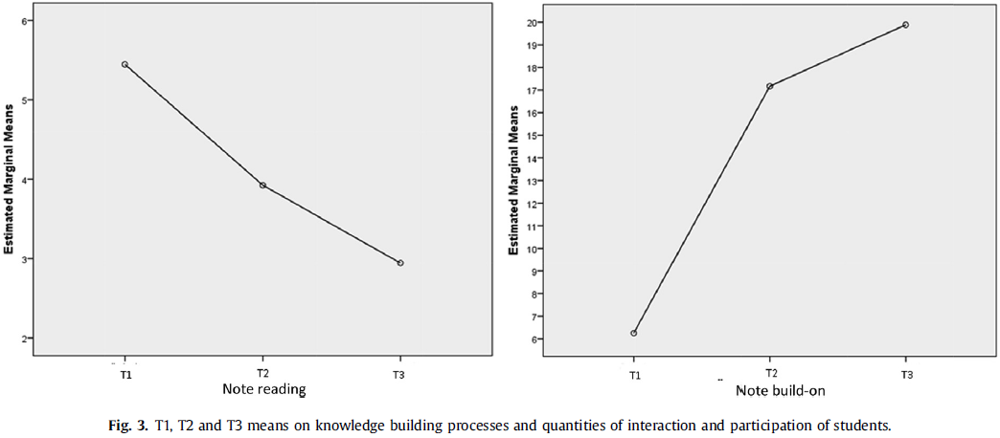 Estimated Marginal Means
6
5
4
3
2
T1
T2
T3
Note reading
Estimated Marginal Means
20
19
18
17
16
15
14
13
12
11
10
9
8
7
6
T1
T2
T3
Note build-on
Fig. 3. T1, T2 and T3 means on knowledge building processes and quantities of interaction and participation of students.